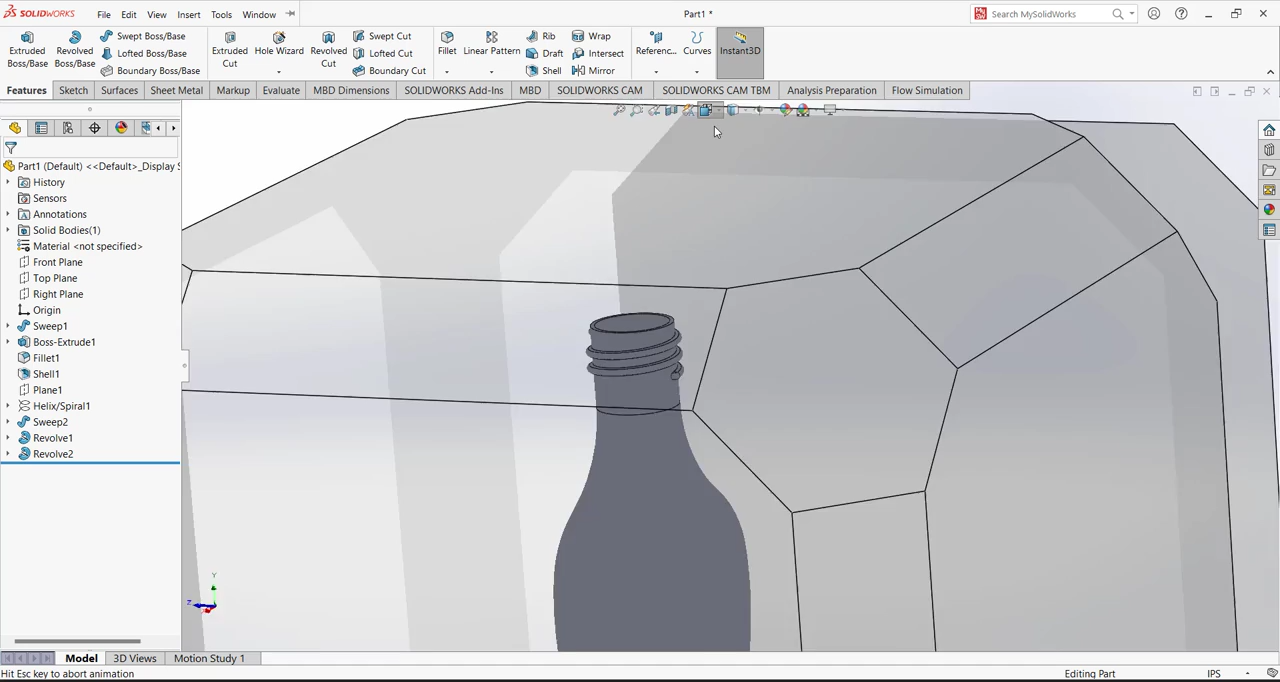 SOLIDWORKS File Edit View Insert Tools Window Part1 * Search MySolidWorks
Extruded Boss/Base
Revolved Boss/Base
Swept Boss/Base
Lofted Boss/Base
Boundary Boss/Base
Extruded Cut
Hole Wizard
Revolved Cut
Swept Cut
Lofted Cut
Boundary Cut
Fillet
Linear Pattern
Rib
Draft
Shell
Wrap
Intersect
Mirror
Referenc...
Curves
Instant3D
Features Sketch Surfaces Sheet Metal Markup Evaluate MBD Dimensions SOLIDWORKS Add-Ins MBD SOLIDWORKS CAM SOLIDWORKS CAM TBM Analysis Preparation Flow Simulation
Part1 (Default) <<Default>_Display S
History
Sensors
Annotations
Solid Bodies(1)
Material <not specified>
Front Plane
Top Plane
Right Plane
Origin
Sweep1
Boss-Extrude1
Fillet1
Shell1
Plane1
Helix/Spiral1
Sweep2
Revolve1
Revolve2
Y
Z
Model 3D Views Motion Study 1
Hit Esc key to abort animation Editing Part IPS